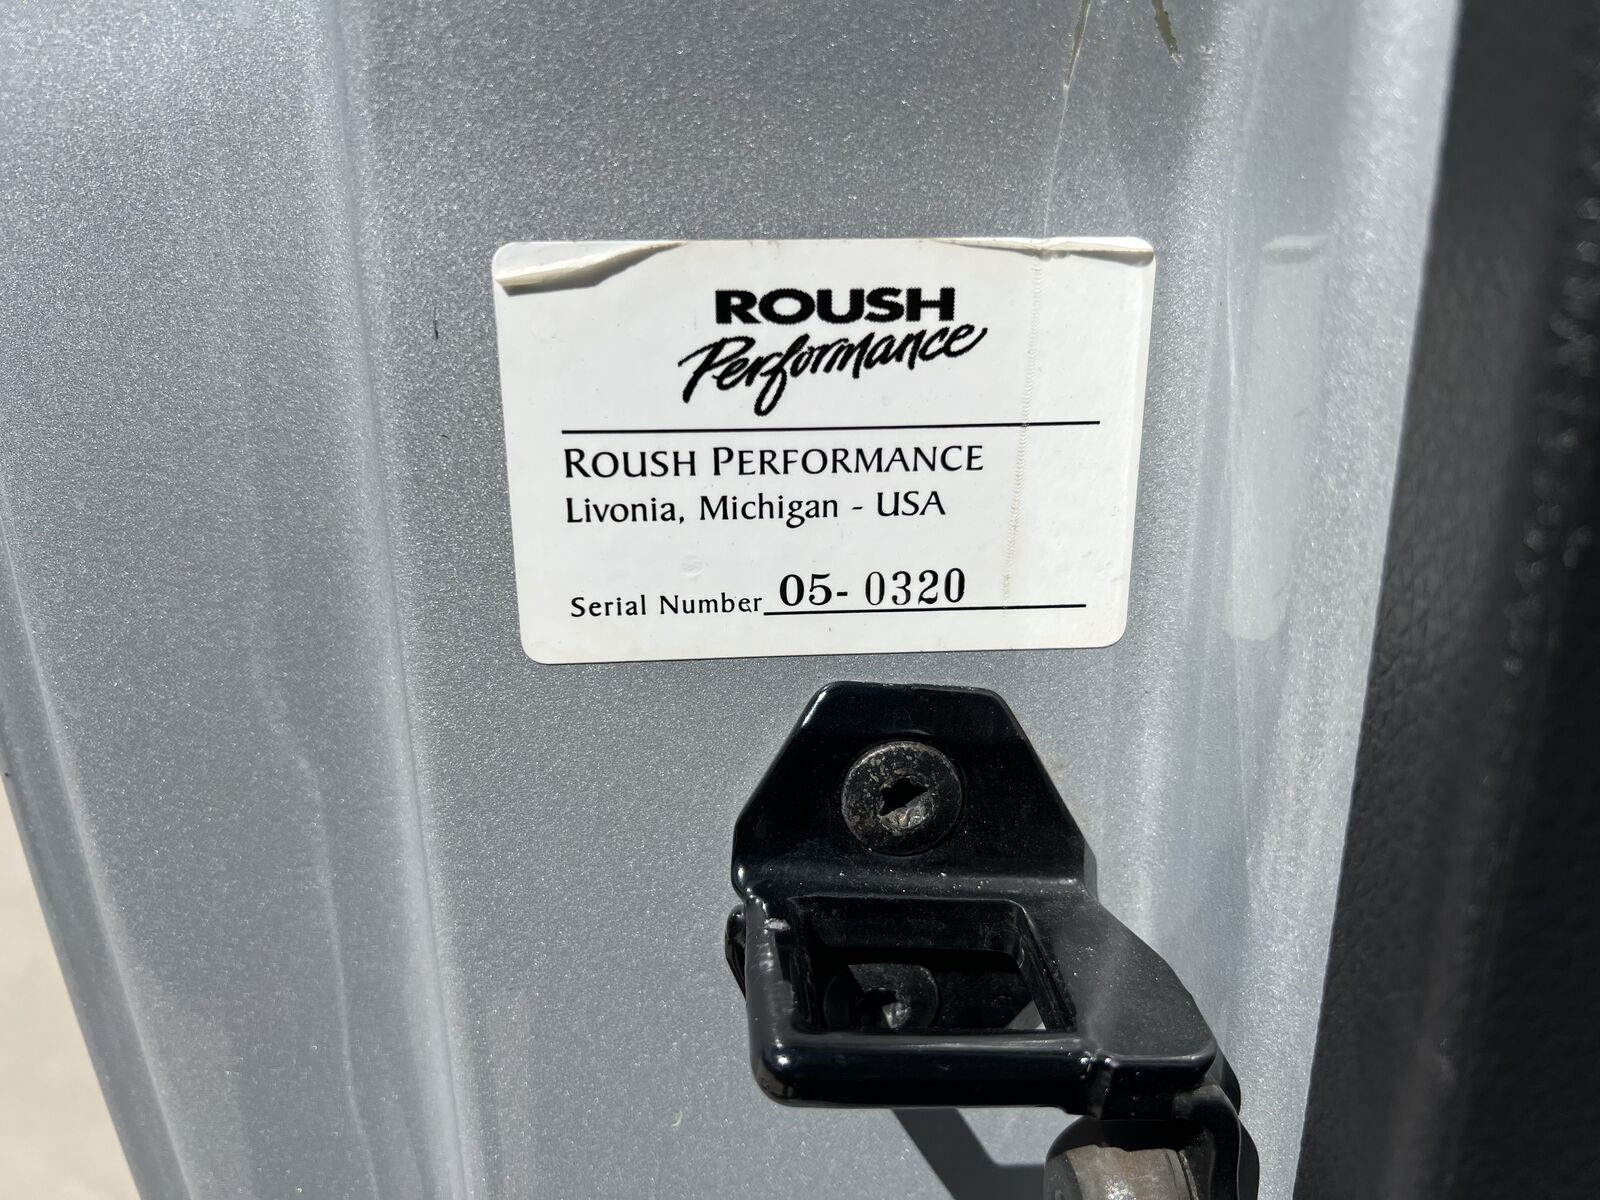 ROUSH
Performance
ROUSH PERFORMANCE
Livonia, Michigan - USA
Serial Number 05- 0320